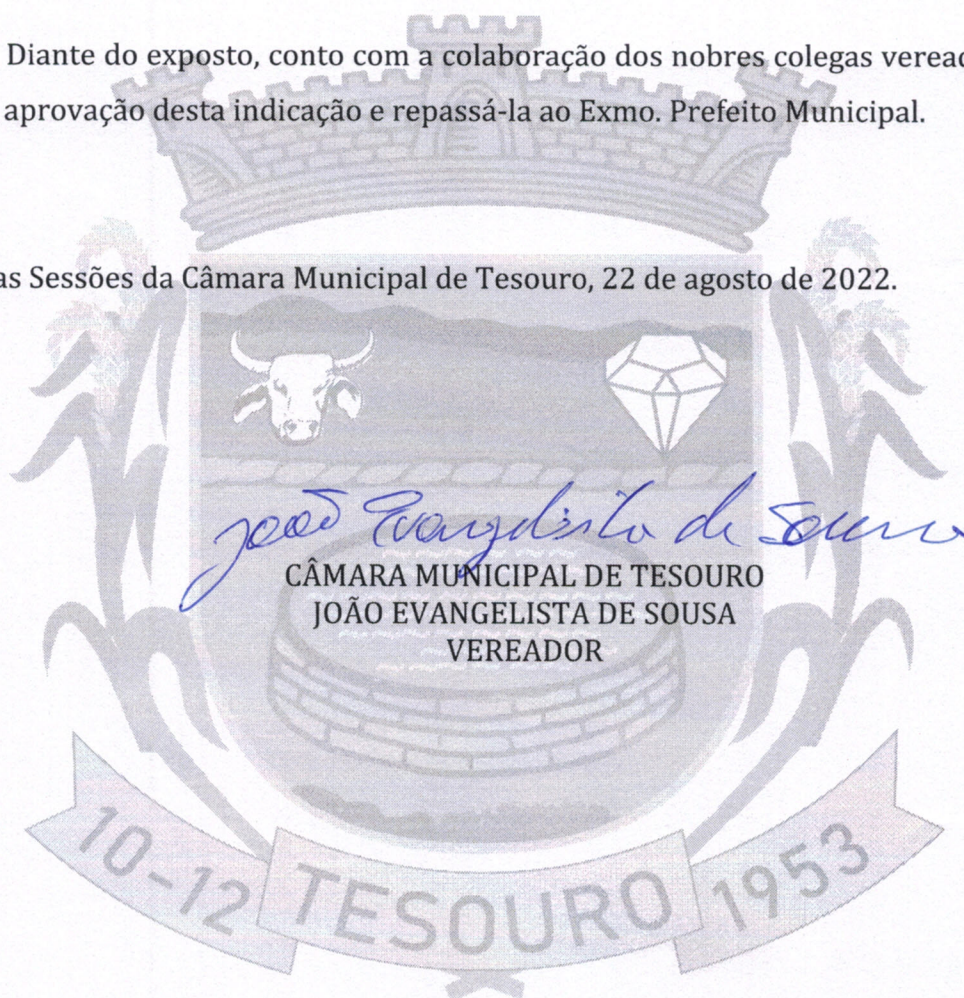 Diante do exposto, conto com a colaboração dos nobres colegas veread
aprovação desta indicação e repassá-la ao Exmo. Prefeito Municipal.
as Sessões da Câmara Municipal de Tesouro, 22 de agosto de 2022.
João Evangelista de Sousa
CÂMARA MUNICIPAL DE TESOURO
JOÃO EVANGELISTA DE SOUSA
VEREADOR
10-12 TESOURO 1953